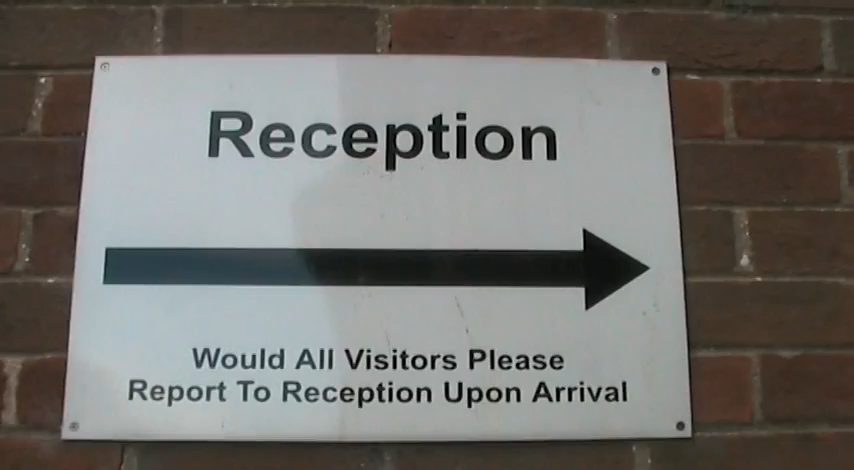 Reception
Would All Visitors Please
Report To Reception Upon Arrival